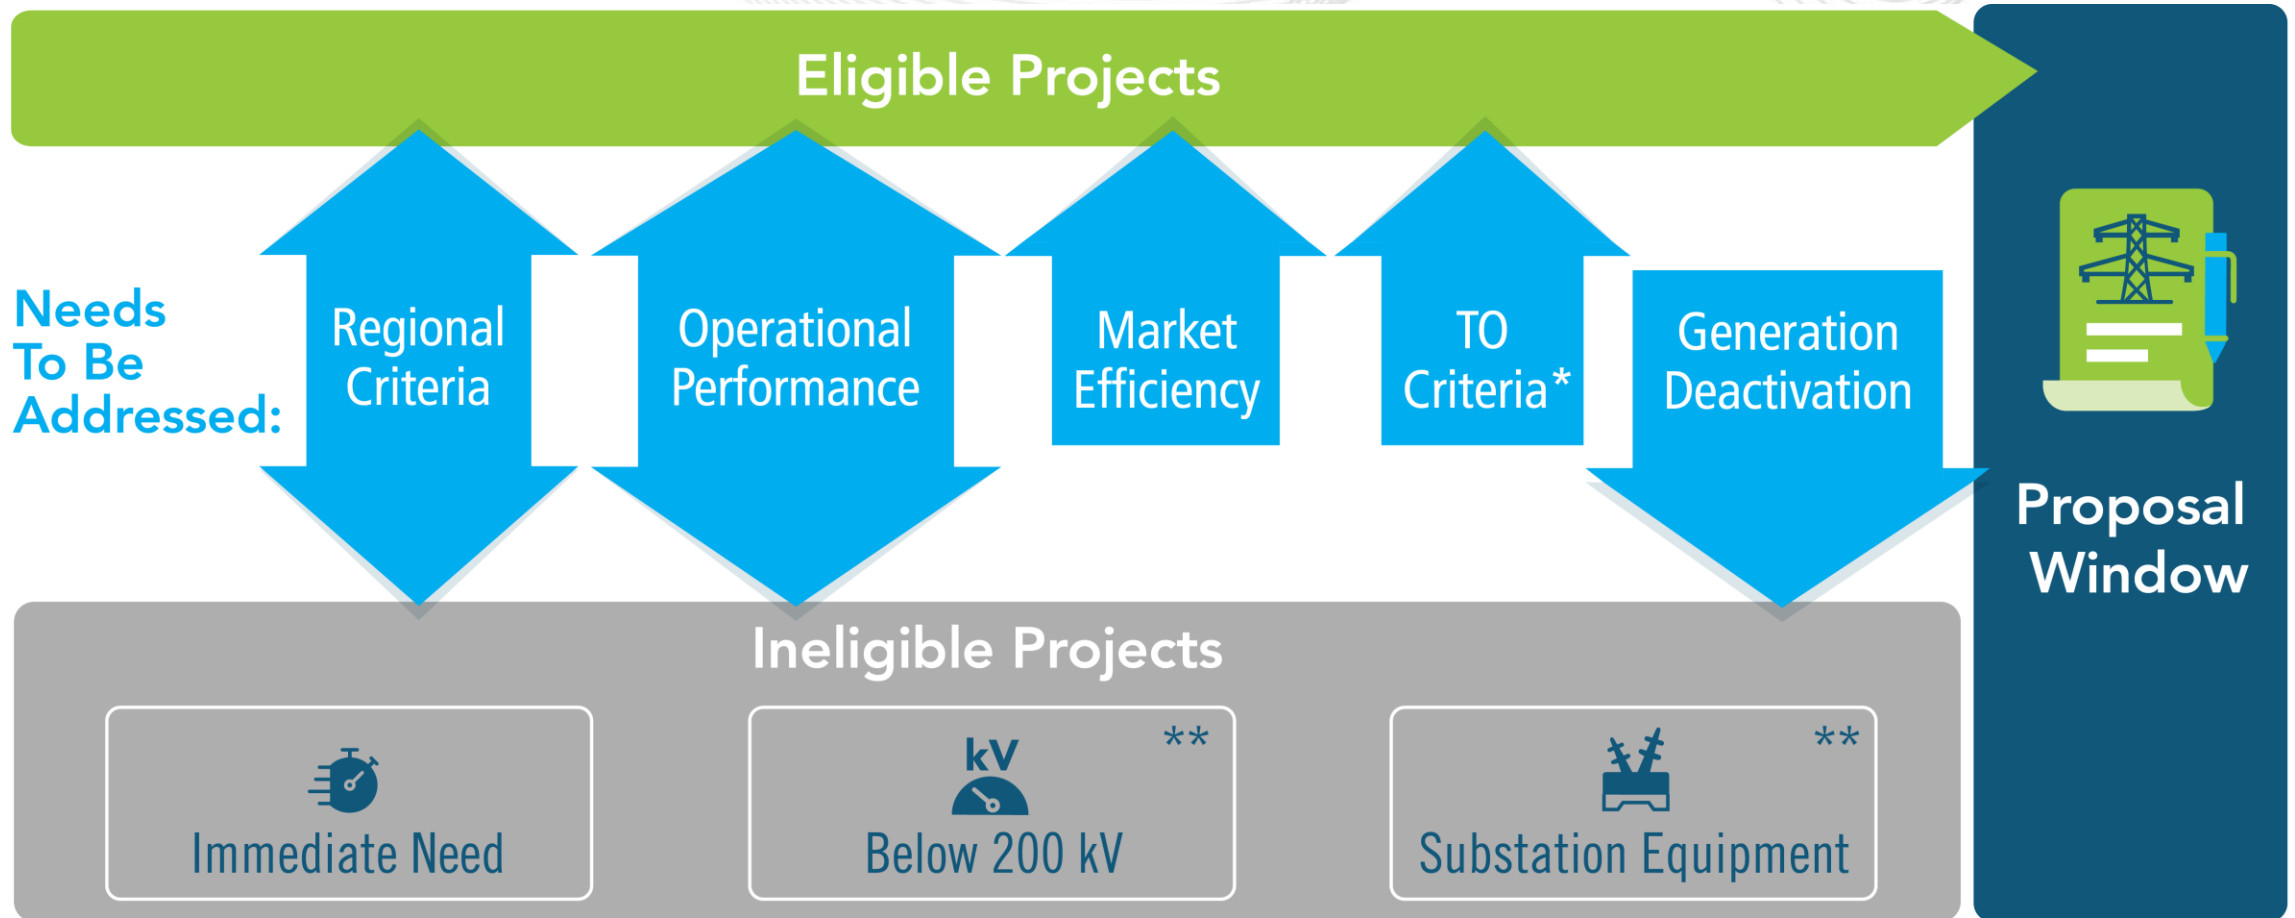 Eligible Projects
Needs
To Be
Addressed:
Regional
Criteria
Operational
Performance
Market
Efficiency
TO
Criteria*
Generation
Deactivation
Proposal
Window
Ineligible Projects
Immediate Need
kV
**
Below 200 kV
**
Substation Equipment